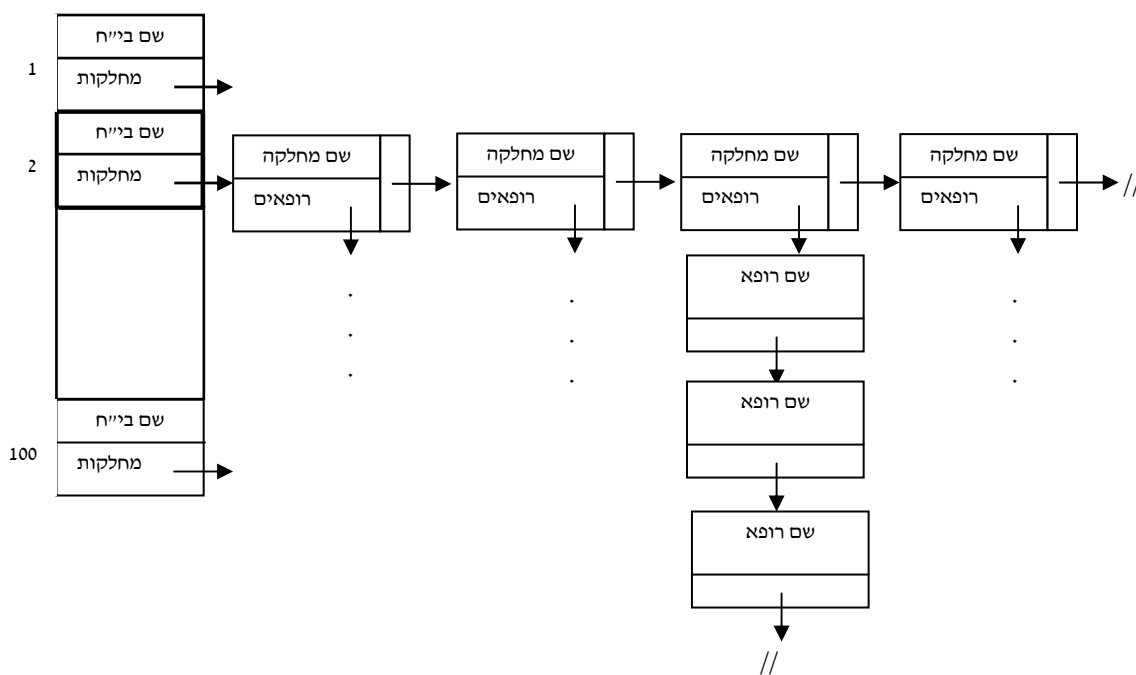 שם בי״ח
1
מחלקות
שם בי״ח
2
מחלקות
שם מחלקה
רופאים
שם מחלקה
רופאים
שם מחלקה
רופאים
שם מחלקה
רופאים
//
שם רופא
שם רופא
שם רופא
//
שם בי״ח
100
מחלקות